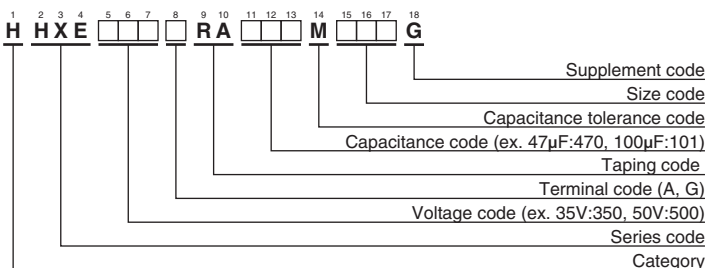 1 2 3 4 5 6 7 8 9 10 11 12 13 14 15 16 17 18
H HXE □□□ □ RA □□□ M □□□ G
Supplement code
Size code
Capacitance tolerance code
Capacitance code (ex. 47µF:470, 100µF:101)
Taping code
Terminal code (A, G)
Voltage code (ex. 35V:350, 50V:500)
Series code
Category